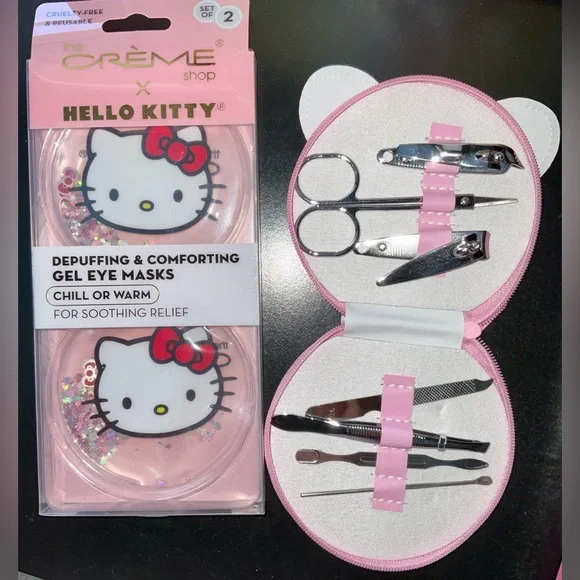 CRUELTY-FREE
& REUSABLE
SET OF 2
the
CRÈME
shop
X
HELLO KITTY®
DEPUFFING & COMFORTING
GEL EYE MASKS
CHILL OR WARM
FOR SOOTHING RELIEF